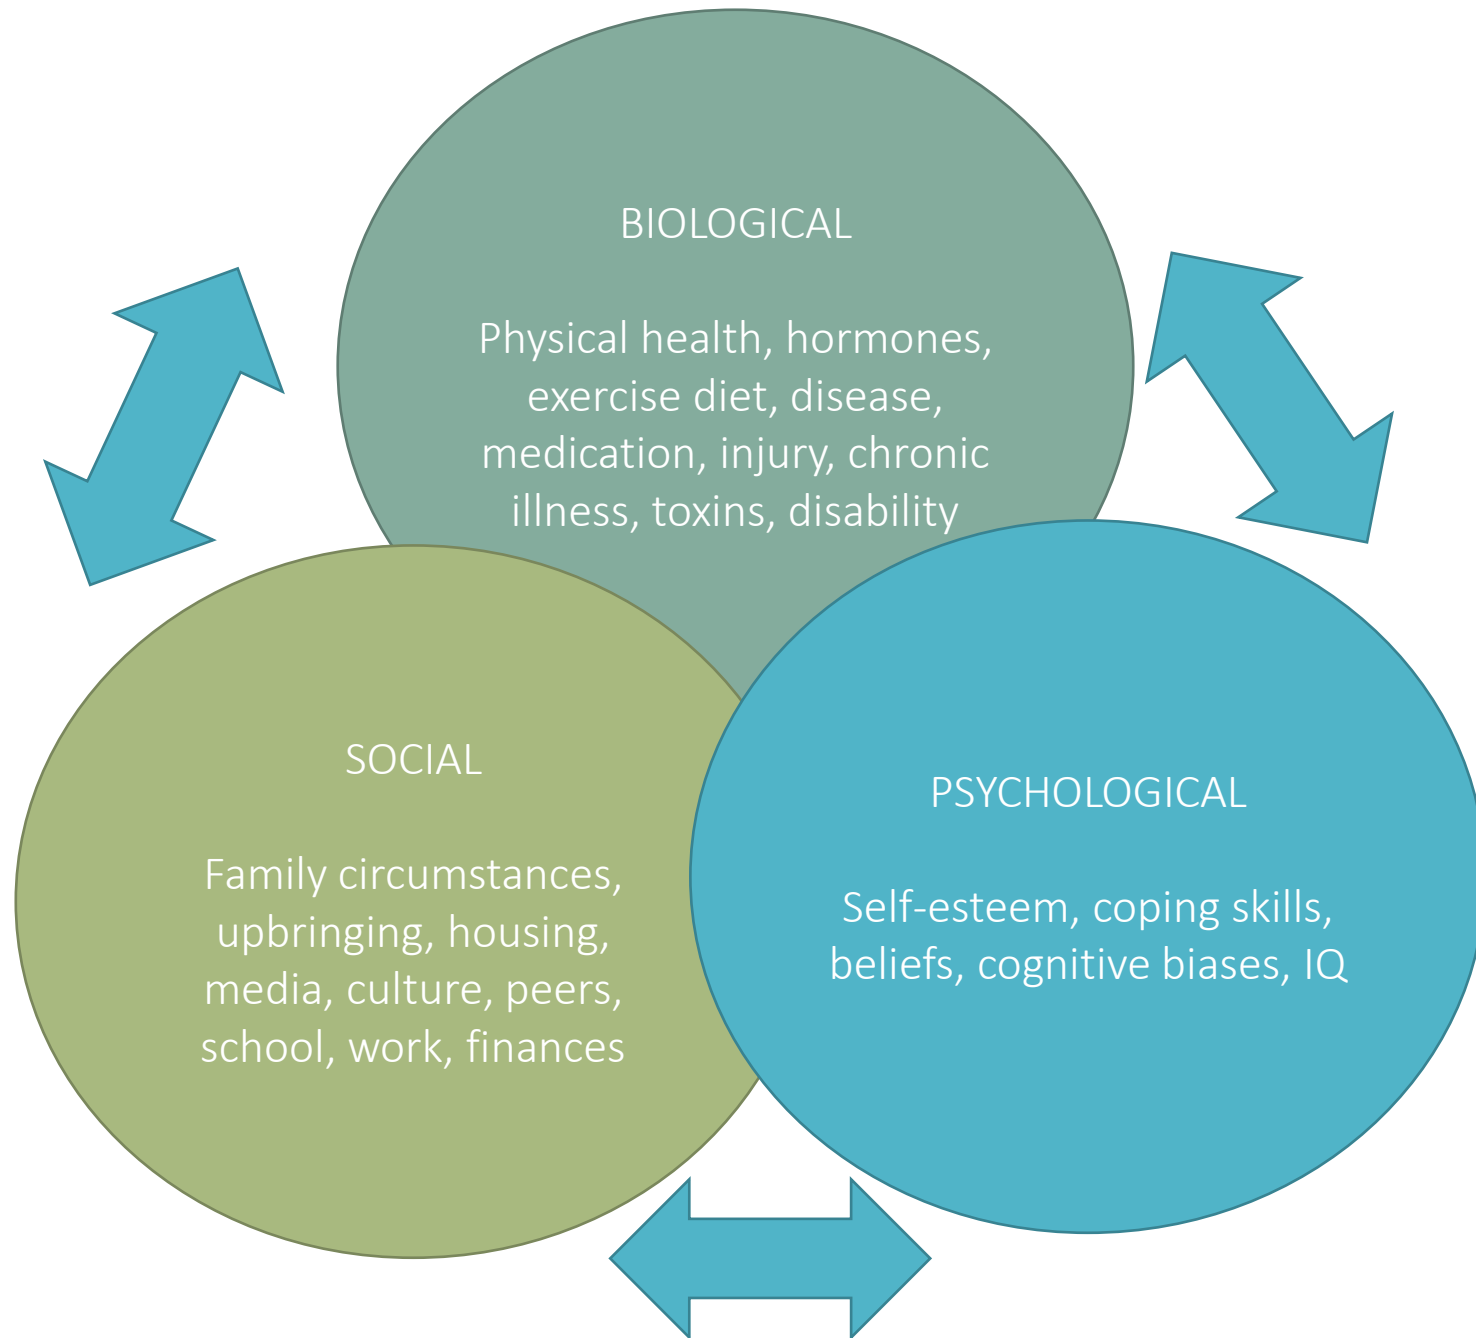 BIOLOGICAL
Physical health, hormones,
exercise diet, disease,
medication, injury, chronic
illness, toxins, disability
SOCIAL
Family circumstances,
upbringing, housing,
media, culture, peers,
school, work, finances
PSYCHOLOGICAL
Self-esteem, coping skills,
beliefs, cognitive biases, IQ